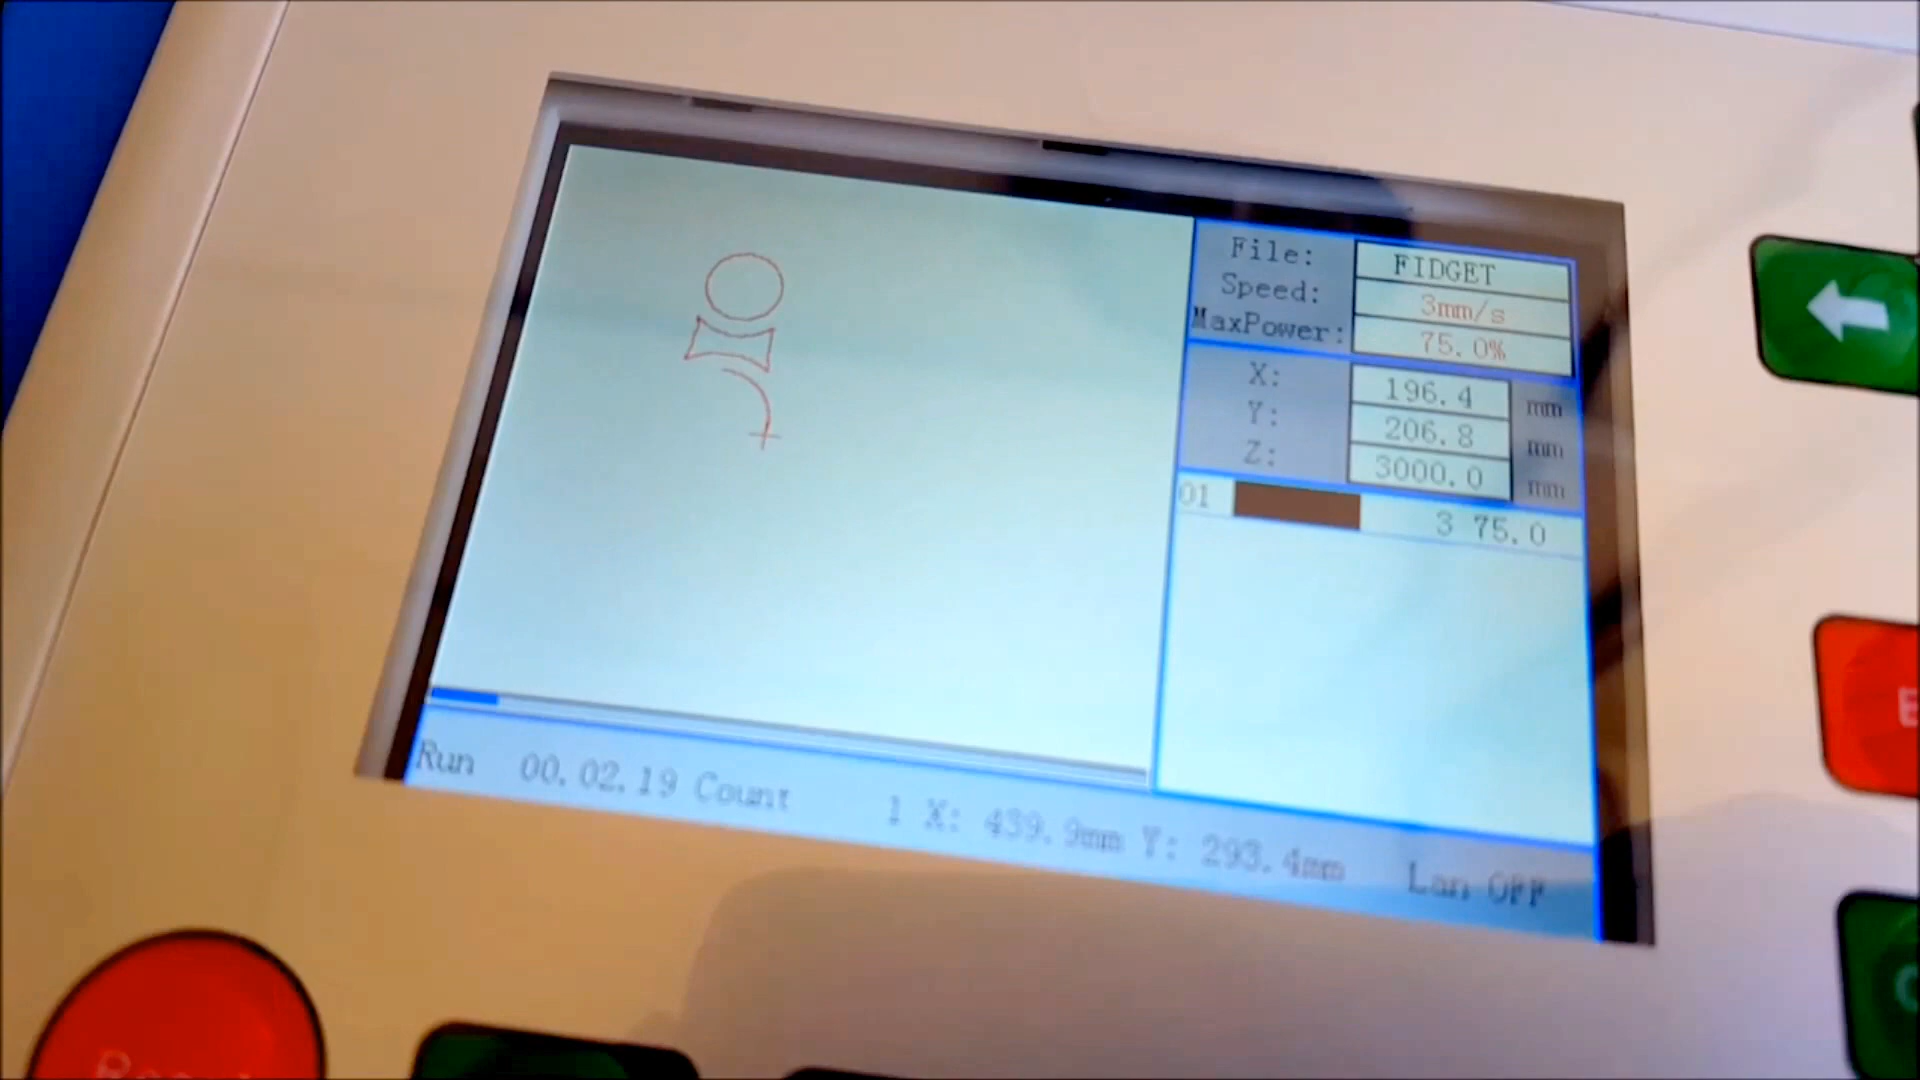 File: FIDGET
Speed: 3mm/s
MaxPower: 75.0%
X: 196.4 mm
Y: 206.8 mm
Z: 3000.0 mm
01 3 75.0
Run 00.02.19 Count 1 X: 439.9mm Y: 293.4mm Lan OFF